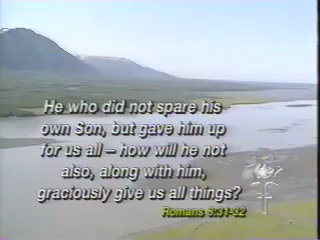 He who did not spare his
own Son, but gave him up
for us all – how will he not
also, along with him,
graciously give us all things?
Romans 8:31-32